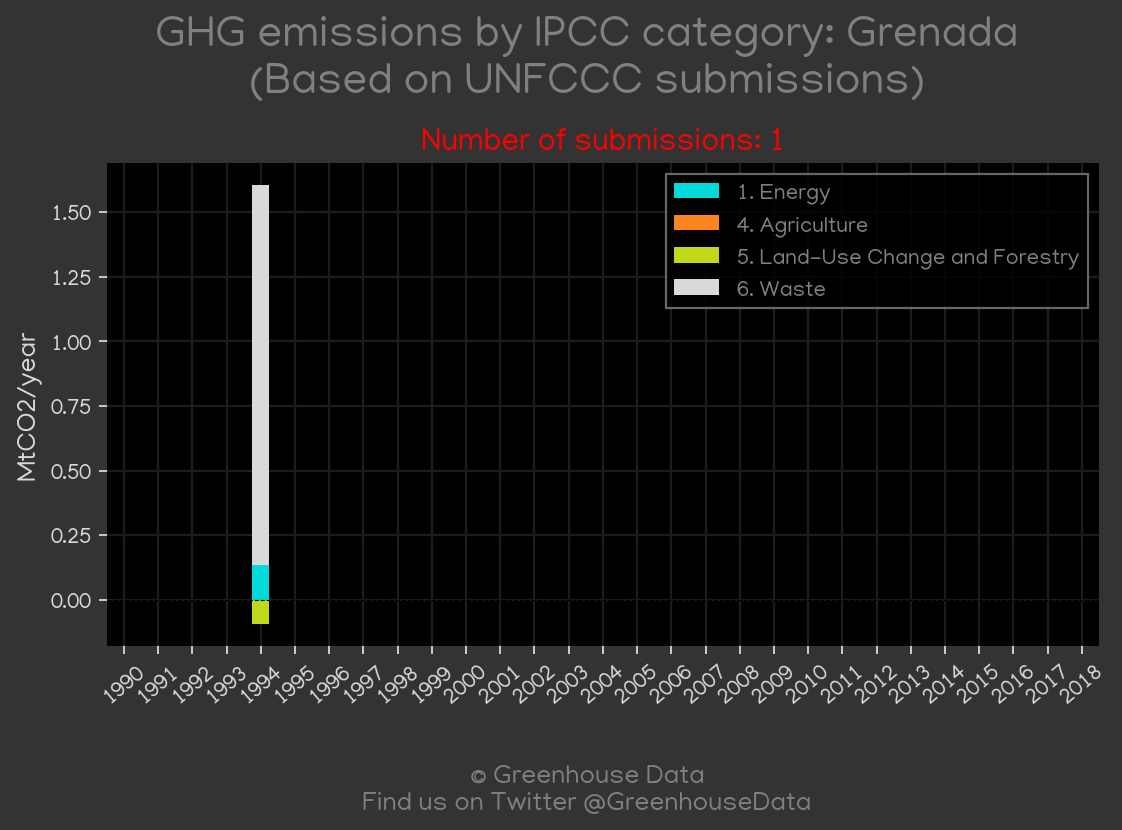 GHG emissions by IPCC category: Grenada
(Based on UNFCCC submissions)
Number of submissions: 1
1. Energy
4. Agriculture
5. Land-Use Change and Forestry
6. Waste
MtCO2/year
1.50
1.25
1.00
0.75
0.50
0.25
0.00
1990 1991 1992 1993 1994 1995 1996 1997 1998 1999 2000 2001 2002 2003 2004 2005 2006 2007 2008 2009 2010 2011 2012 2013 2014 2015 2016 2017 2018
© Greenhouse Data
Find us on Twitter @GreenhouseData